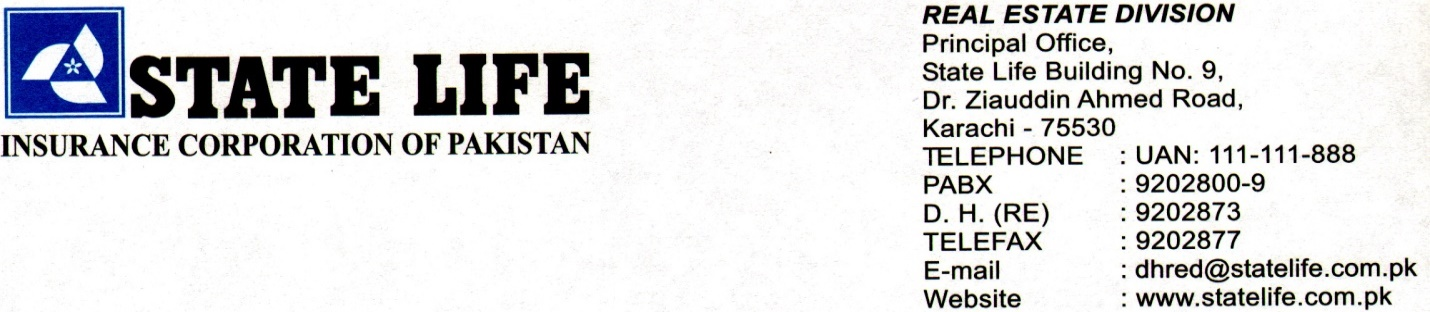 STATE LIFE
INSURANCE CORPORATION OF PAKISTAN
REAL ESTATE DIVISION
Principal Office,
State Life Building No. 9,
Dr. Ziauddin Ahmed Road,
Karachi - 75530
TELEPHONE : UAN: 111-111-888
PABX : 9202800-9
D. H. (RE) : 9202873
TELEFAX : 9202877
E-mail : dhred@statelife.com.pk
Website : www.statelife.com.pk